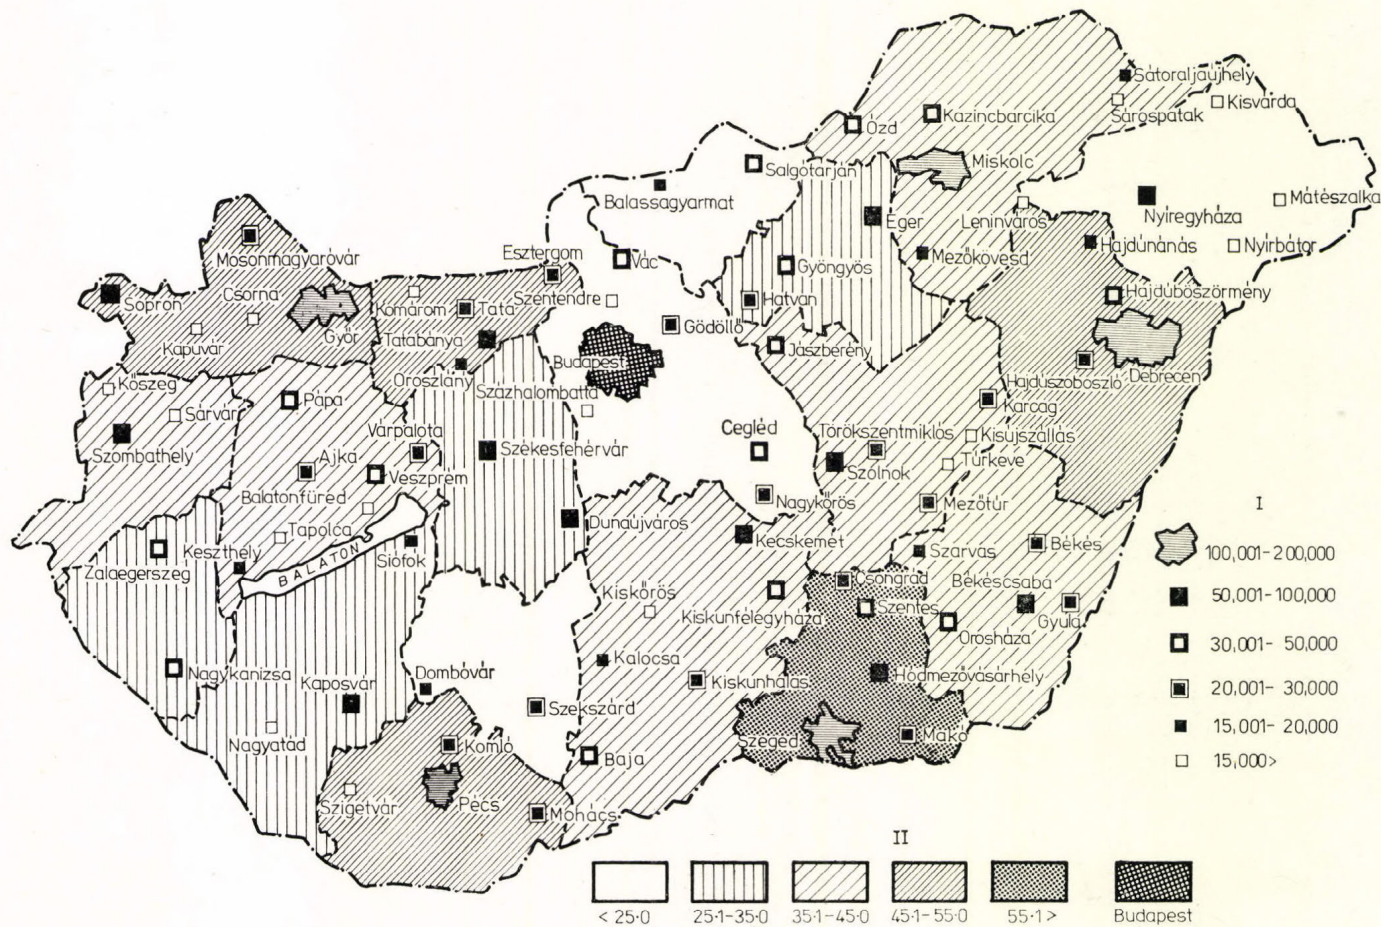 Sátoraljaújhely
Kisvárda
Kazincbarcika
Sárospatak
Ózd
Miskolc
Salgótarján
Balassagyarmat
Mátészalka
Nyíregyháza
Leninváros
Eger
Hajdúnánás
Nyírbátor
Mosonmagyaróvár
Esztergom
Vác
Gyöngyös
Mezőkövesd
Sopron
Csorna
Komárom
Tata
Szentendre
Hatvan
Hajdúböszörmény
Kapuvár
Győr
Tatabánya
Gödöllő
Jászberény
Budapest
Oroszlány
Hajdúszoboszló
Debrecen
Kőszeg
Százhalombatta
Karcag
Sárvár
Pápa
Várpalota
Cegléd
Törökszentmiklós
Kisújszállás
Szombathely
Székesfehérvár
Ajka
Veszprém
Szolnok
Túrkeve
Balatonfüred
Nagykőrös
Mezőtúr
I
Tapolca
Dunaújváros
Kecskemét
Keszthely
Siófok
Békés
Szarvas
100,001-200,000
Zalaegerszeg
BALATON
Csongrád
Békéscsaba
Kiskőrös
Kiskunfélegyháza
Szentes
Gyula
50,001-100,000
Orosháza
30,001- 50,000
Kalocsa
Nagykanizsa
Kaposvár
Dombóvár
Kiskunhalas
Hódmezővásárhely
20,001- 30,000
Szekszárd
Nagyatád
Szeged
Makó
15,001- 20,000
Komló
Baja
15,000>
Szigetvár
Pécs
Mohács
II
< 25·0
25·1-35·0
35·1-45·0
45·1-55·0
55·1 >
Budapest